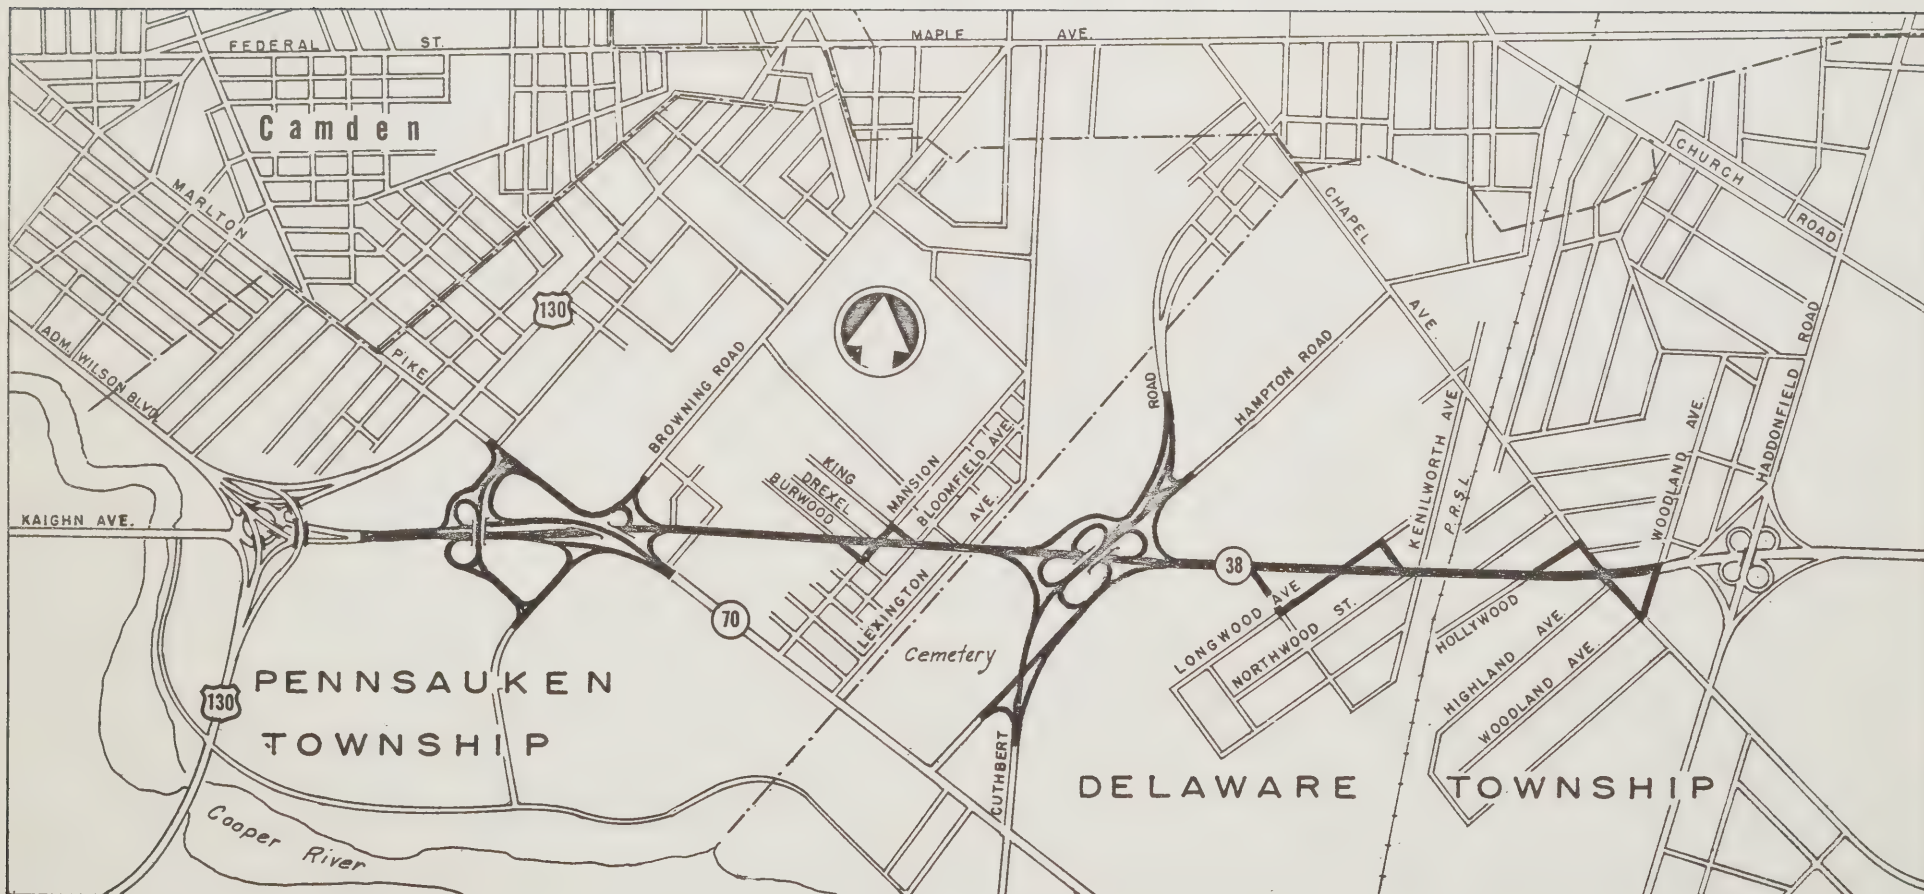 FEDERAL ST.
MAPLE AVE.
Camden
MARLTON
PIKE
CHURCH
ROAD
CHAPEL
AVE
130
ADM. WILSON BLVD.
BROWNING ROAD
ROAD
HAMPTON ROAD
HADDONFIELD
ROAD
KING
DREXEL
BURWOOD
MANSION
BLOOMFIELD AVE.
AVE.
LEXINGTON
KENILWORTH AVE
P.R.S.L.
WOODLAND AVE.
KAIGHN AVE.
38
70
LONGWOOD AVE
NORTHWOOD ST.
HOLLYWOOD
HIGHLAND AVE.
WOODLAND AVE.
Cemetery
PENNSAUKEN
TOWNSHIP
130
CUTHBERT
DELAWARE TOWNSHIP
Cooper River